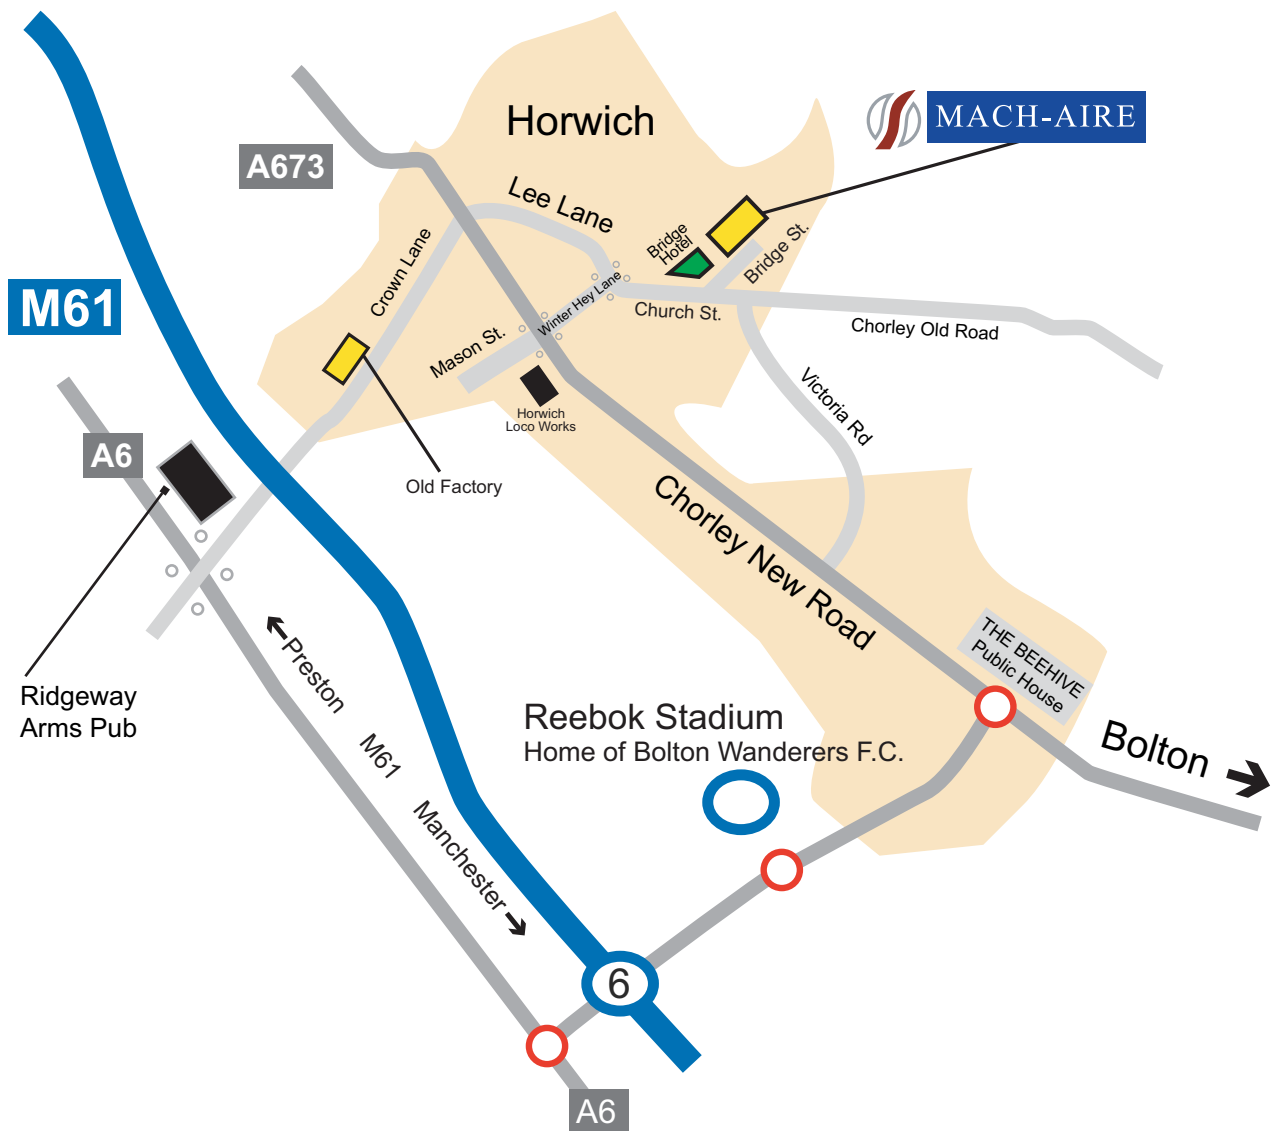 Horwich
MACH-AIRE
A673
Lee Lane
Bridge
Hotel
Bridge St.
Crown Lane
M61
Winter Hey Lane
Church St.
Chorley Old Road
Mason St.
Horwich
Loco Works
Victoria Rd
A6
Old Factory
Chorley New Road
THE BEEHIVE
Public House
Preston
M61
Manchester
Ridgeway
Arms Pub
Reebok Stadium
Home of Bolton Wanderers F.C.
Bolton
6
A6